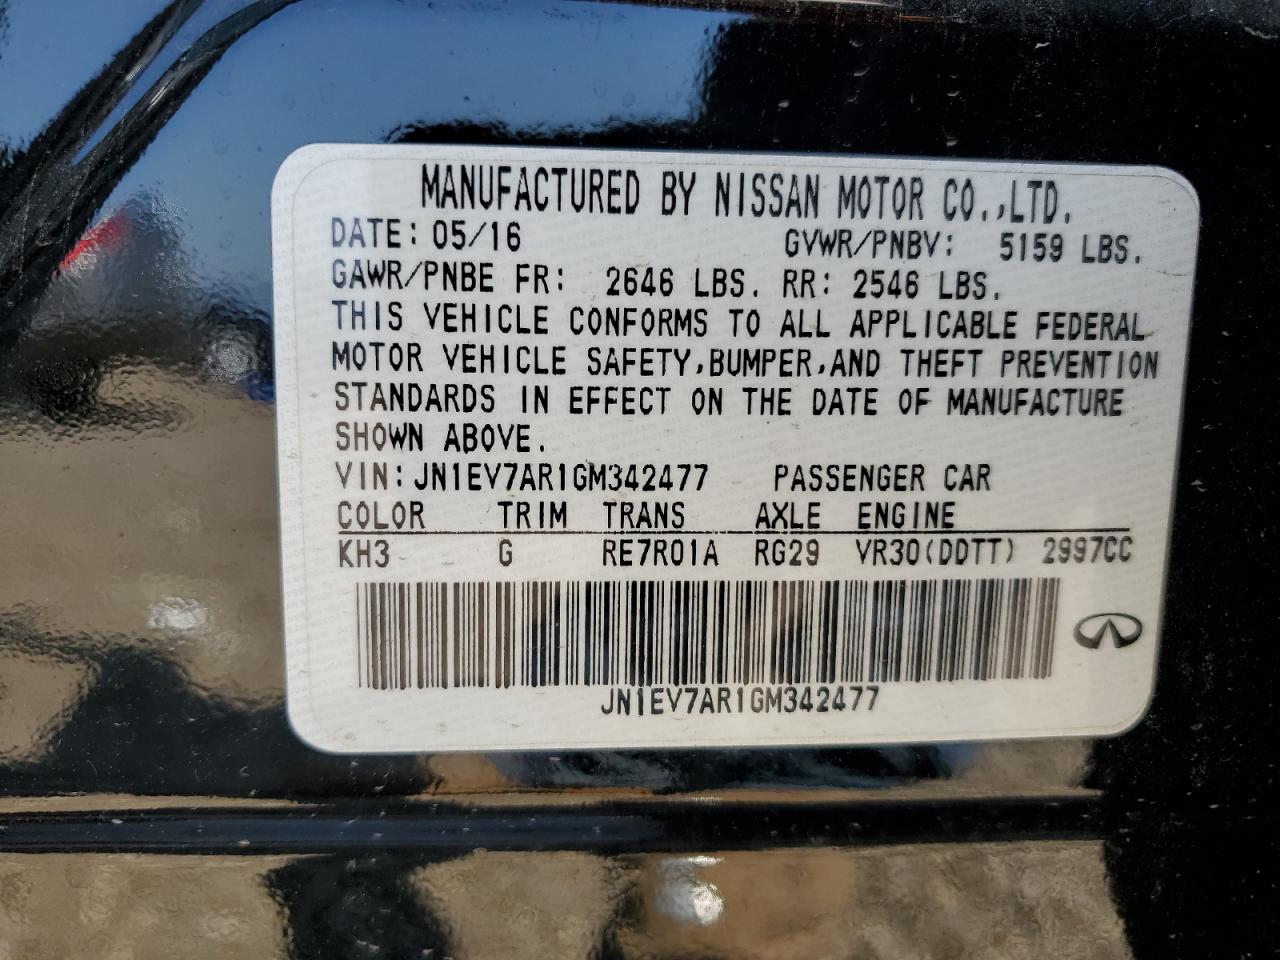 MANUFACTURED BY NISSAN MOTOR CO.,LTD.
DATE: 05/16 GVWR/PNBV: 5159 LBS.
GAWR/PNBE FR: 2646 LBS. RR: 2546 LBS.
THIS VEHICLE CONFORMS TO ALL APPLICABLE FEDERAL
MOTOR VEHICLE SAFETY,BUMPER,AND THEFT PREVENTION
STANDARDS IN EFFECT ON THE DATE OF MANUFACTURE
SHOWN ABOVE.
VIN:JN1EV7AR1GM342477 PASSENGER CAR
COLOR TRIM TRANS AXLE ENGINE
KH3 G RE7R01A RG29 VR30(DDTT) 2997CC
JN1EV7AR1GM342477